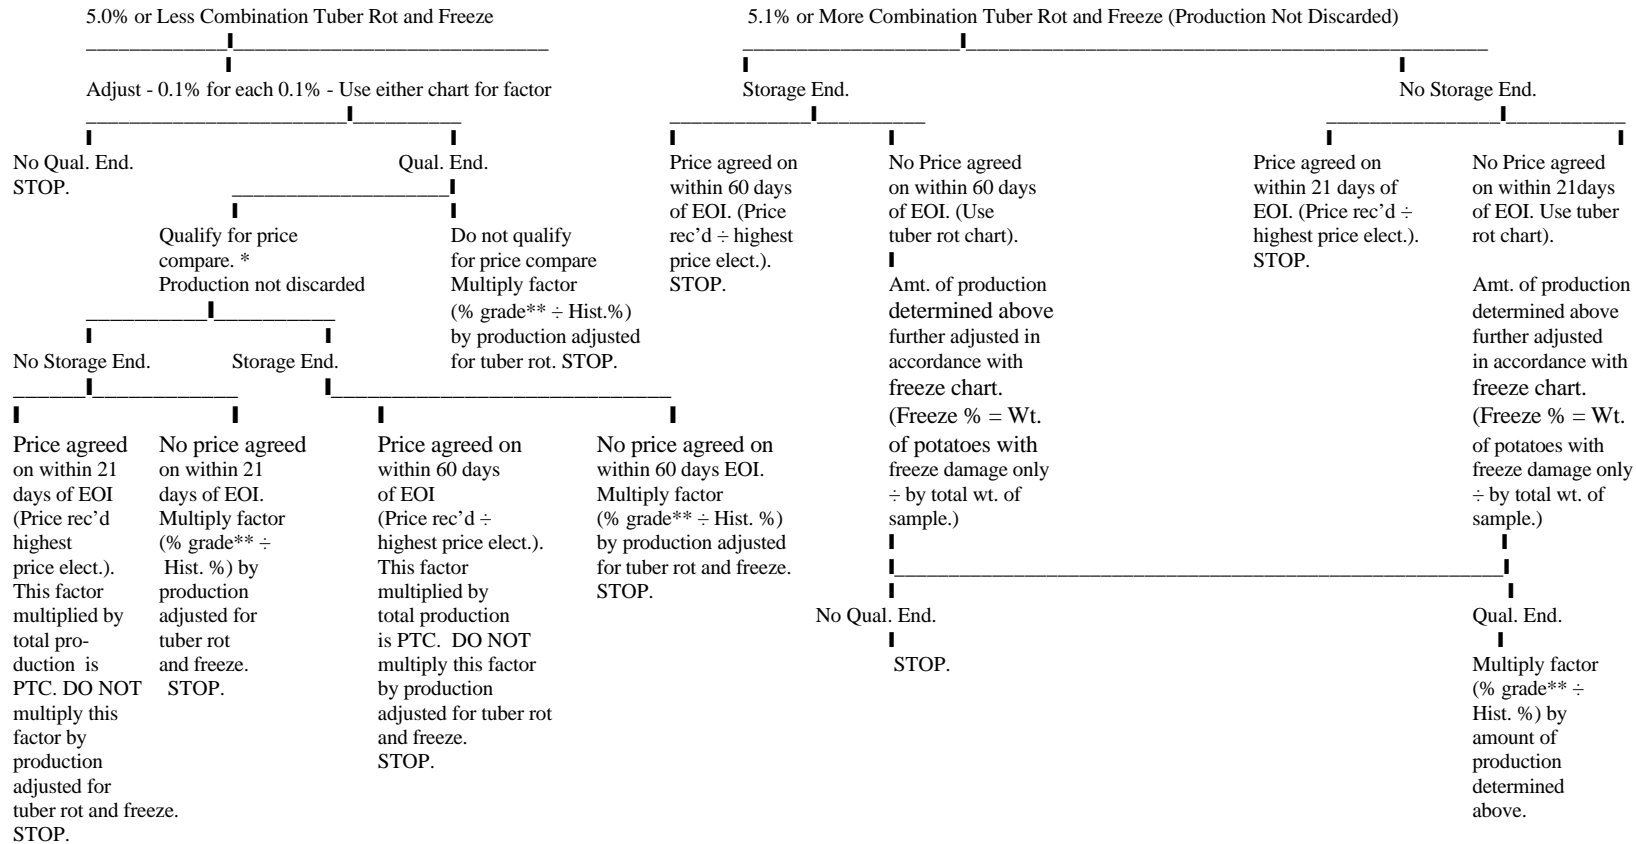 5.0% or Less Combination Tuber Rot and Freeze
5.1% or More Combination Tuber Rot and Freeze (Production Not Discarded)
Adjust - 0.1% for each 0.1% - Use either chart for factor
No Qual. End.
STOP.
Qual. End.
Qualify for price
compare. *
Production not discarded
Do not qualify
for price compare
Multiply factor
(% grade** ÷ Hist.%)
by production adjusted
for tuber rot. STOP.
No Storage End.
Storage End.
Price agreed
on within 21
days of EOI
(Price rec’d ÷
highest
price elect.).
This factor
multiplied by
total pro-
duction is
PTC. DO NOT
multiply this
factor by
production
adjusted for
tuber rot and freeze.
STOP.
No price agreed
on within 21
days of EOI.
Multiply factor
(% grade** ÷
Hist. %) by
production
adjusted for
tuber rot
and freeze.
STOP.
Price agreed on
within 60 days
of EOI
(Price rec’d ÷
highest price elect.).
This factor
multiplied by
total production
is PTC. DO NOT
multiply this factor
by production
adjusted for tuber rot
and freeze.
STOP.
No price agreed on
within 60 days EOI.
Multiply factor
(% grade** ÷ Hist. %)
by production adjusted
for tuber rot and freeze.
STOP.
Storage End.
No Storage End.
Price agreed on
within 60 days
of EOI. (Price
rec’d ÷ highest
price elect.).
STOP.
No Price agreed
on within 60 days
of EOI. (Use
tuber rot chart).
Amt. of production
determined above
further adjusted in
accordance with
freeze chart.
(Freeze % = Wt.
of potatoes with
freeze damage only
÷ by total wt. of
sample.)
Price agreed on
within 21 days of
EOI. (Price rec’d ÷
highest price elect.).
STOP.
No Price agreed
on within 21days
of EOI. Use tuber
rot chart).
Amt. of production
determined above
further adjusted
in accordance with
freeze chart.
(Freeze % = Wt.
of potatoes with
freeze damage only
÷ by total wt. of
sample.)
No Qual. End.
STOP.
Qual. End.
Multiply factor
(% grade** ÷
Hist. %) by
amount of
production
determined
above.